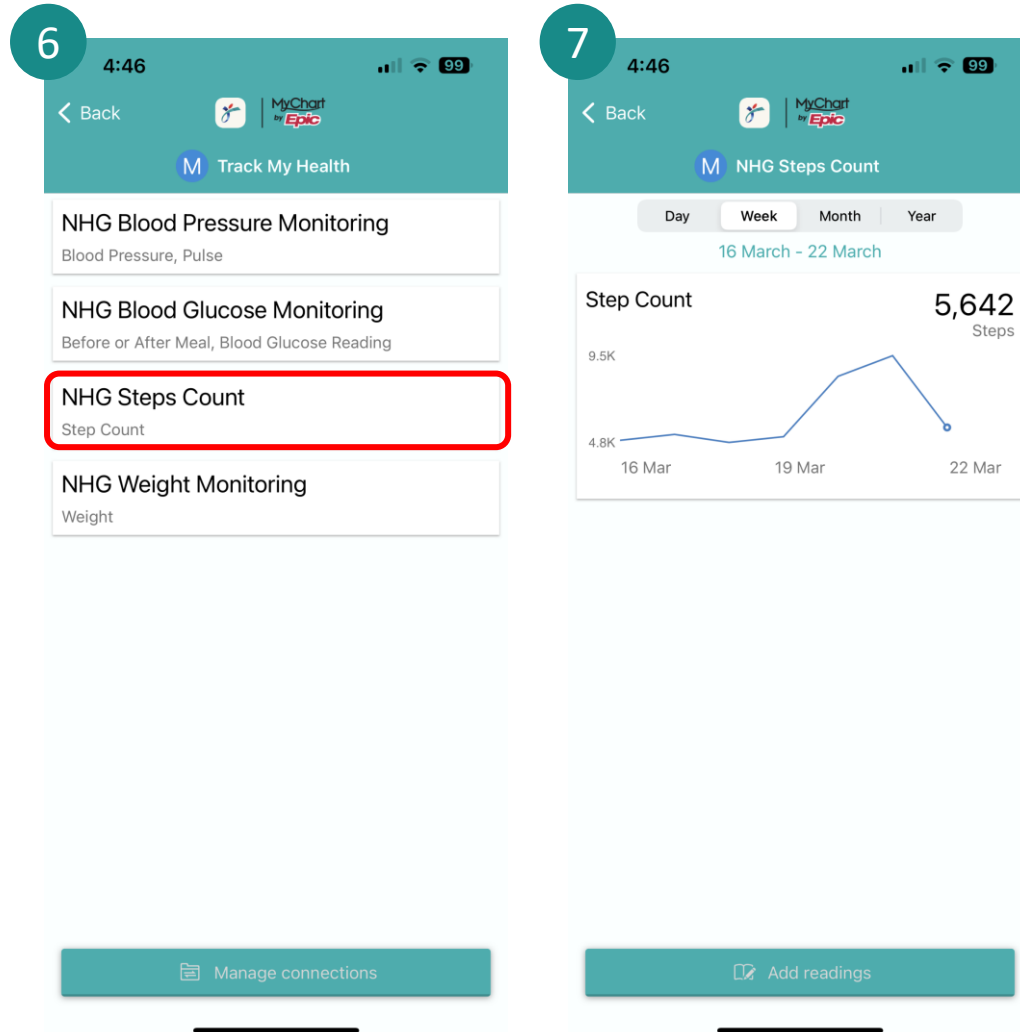 6
4:46
99
Back
MyChart
by Epic
M Track My Health
NHG Blood Pressure Monitoring
Blood Pressure, Pulse
NHG Blood Glucose Monitoring
Before or After Meal, Blood Glucose Reading
NHG Steps Count
Step Count
NHG Weight Monitoring
Weight
Manage connections
7
4:46
99
Back
MyChart
by Epic
M NHG Steps Count
Day Week Month Year
16 March - 22 March
Step Count 5,642
Steps
9.5K
4.8K
16 Mar 19 Mar 22 Mar
Add readings